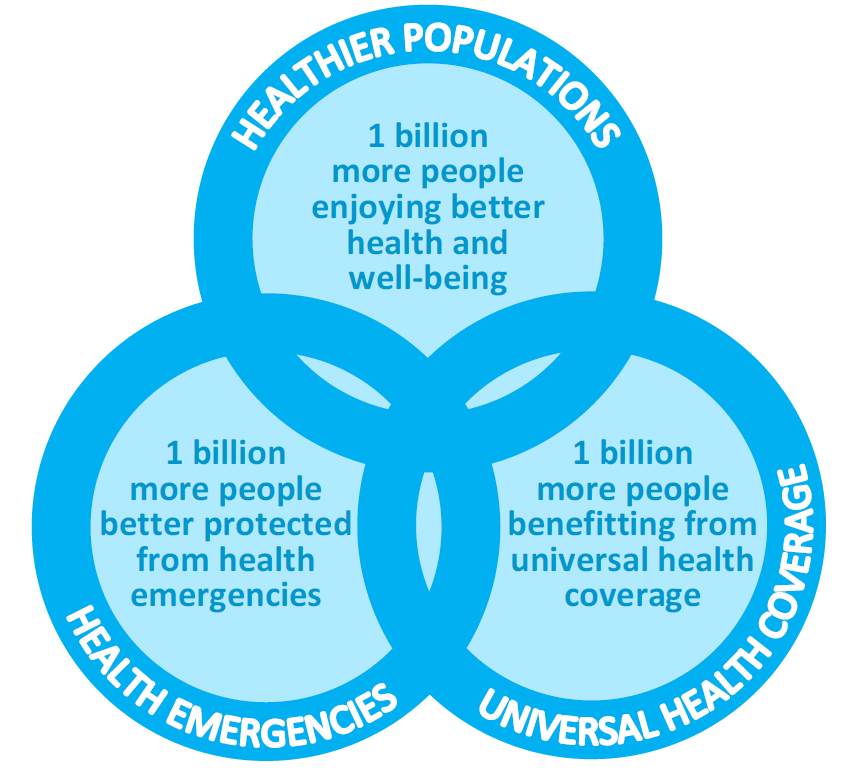 HEALTHIER POPULATIONS
1 billion
more people
enjoying better
health and
well-being
1 billion
more people
better protected
from health
emergencies
HEALTH EMERGENCIES
1 billion
more people
benefitting from
universal health
coverage
UNIVERSAL HEALTH COVERAGE